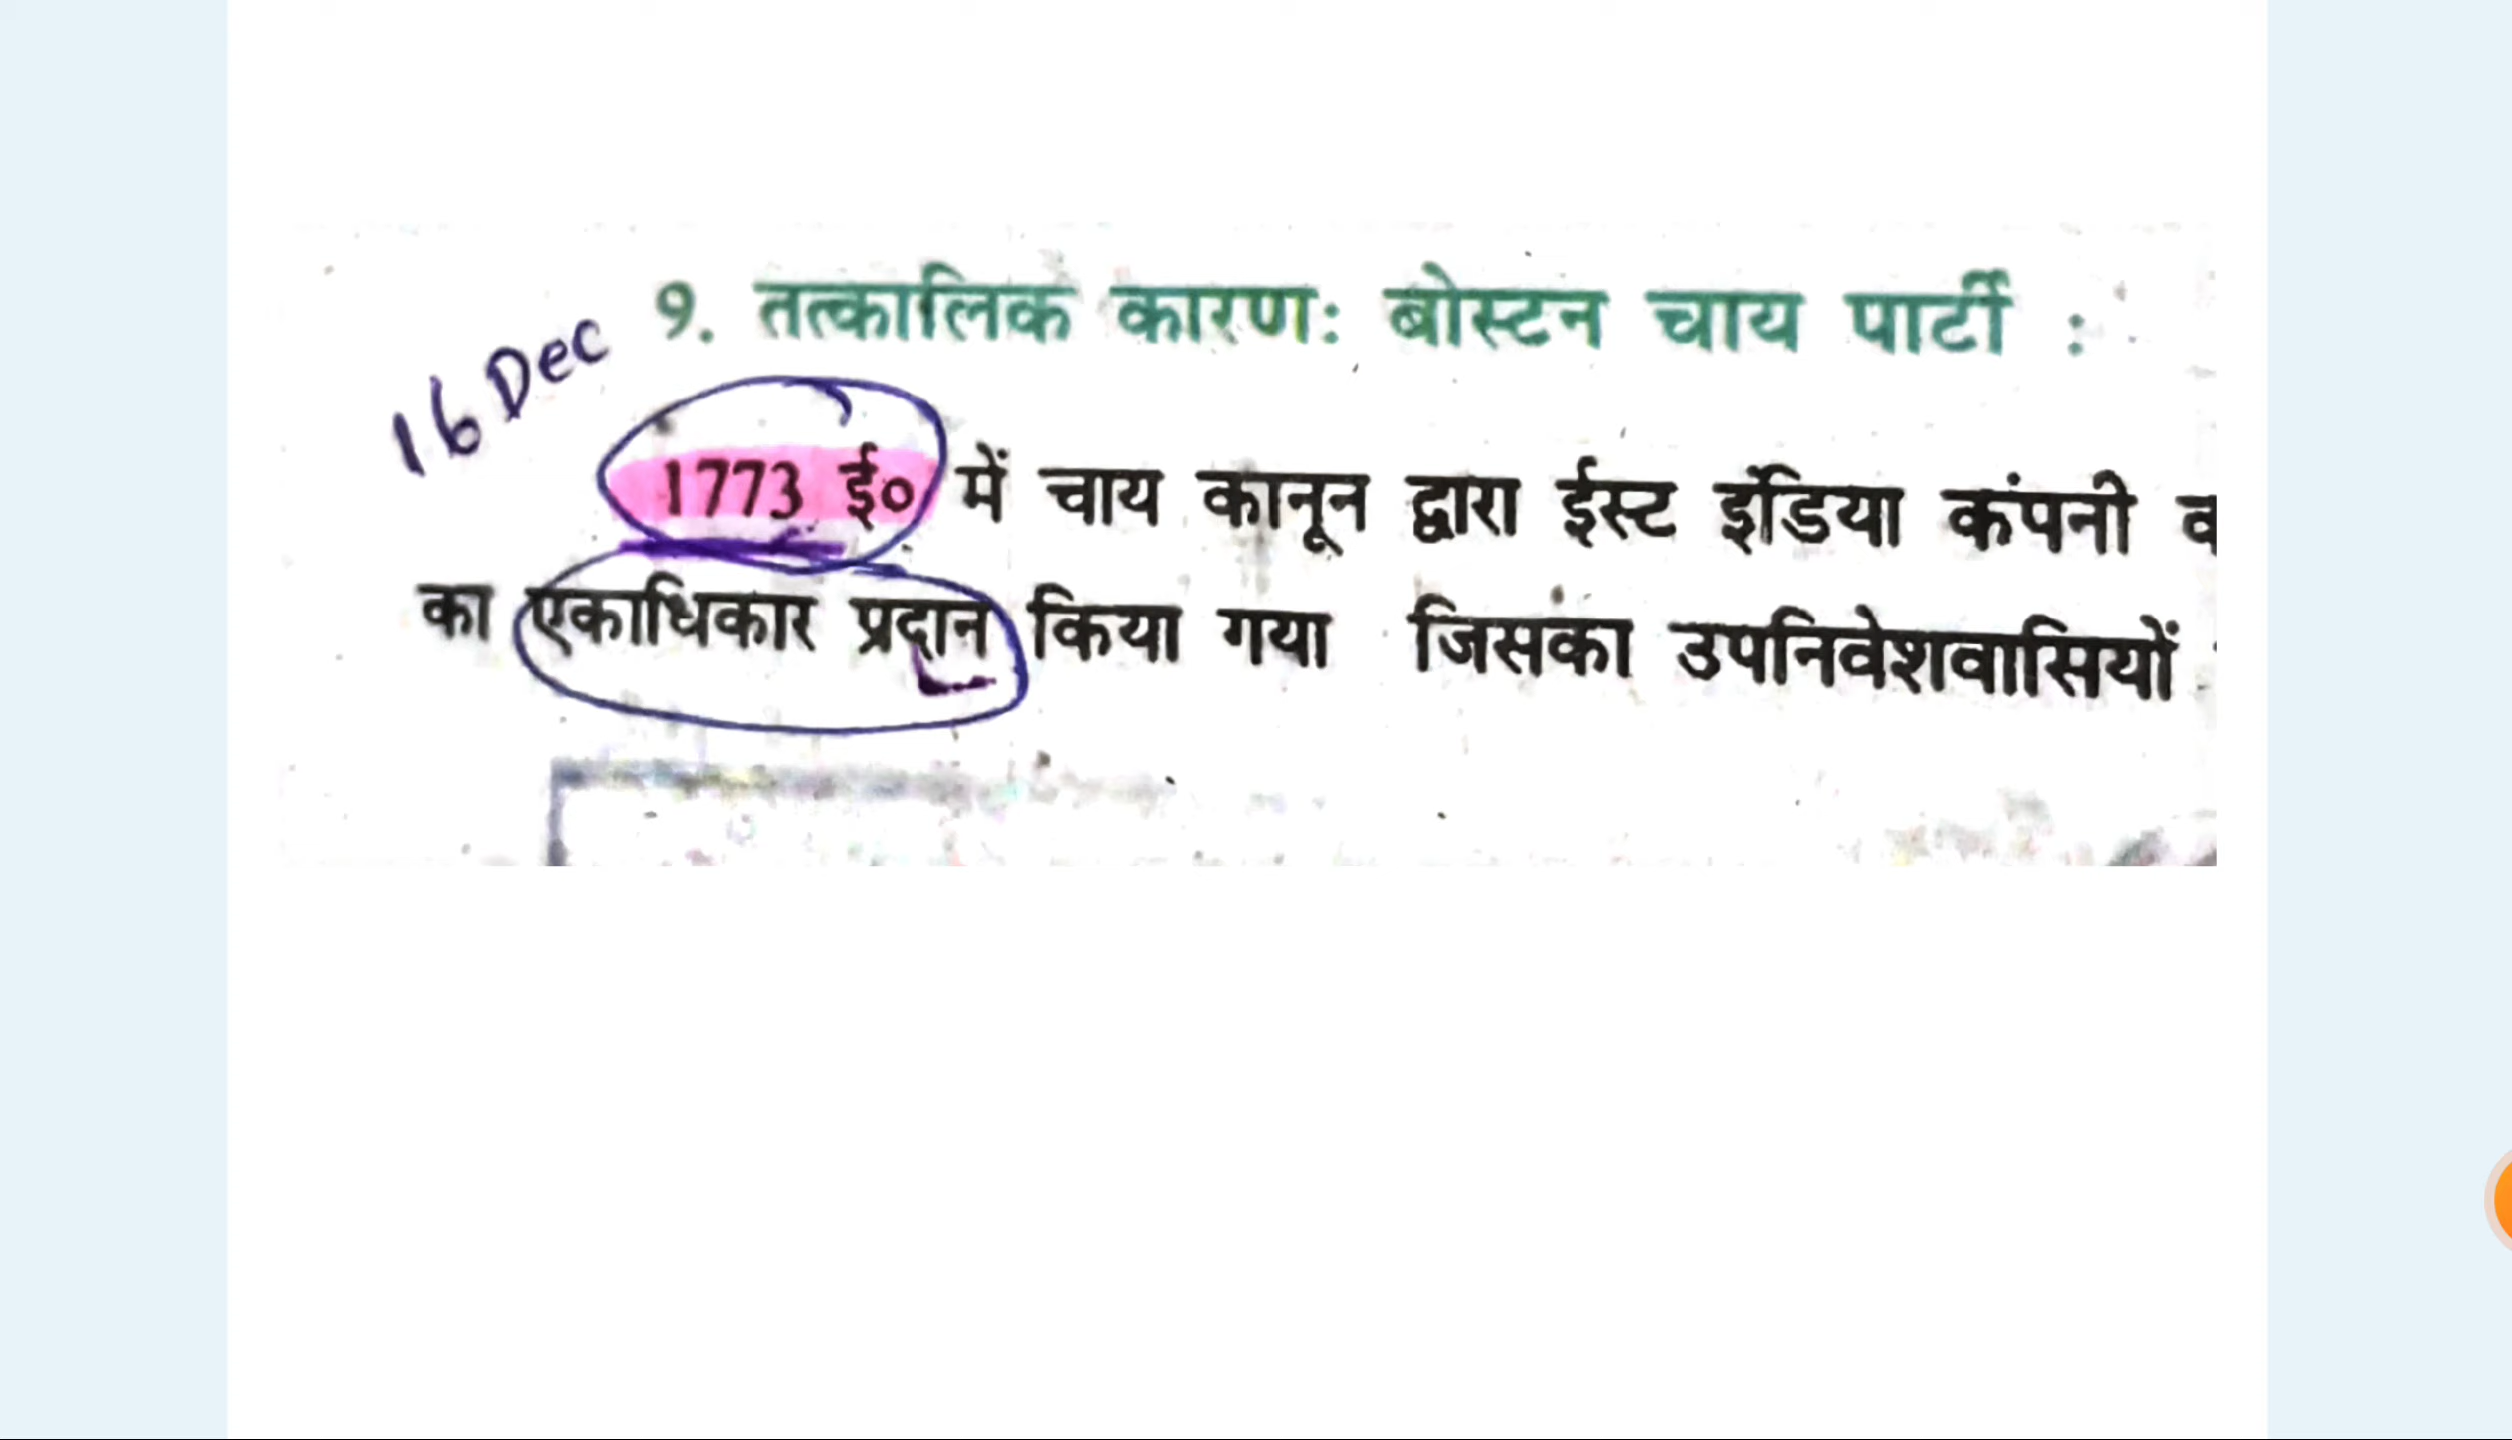 9. तत्कालिक कारण: बोस्टन चाय पार्टी :
16 Dec
1773 ई० में चाय कानून द्वारा ईस्ट इंडिया कंपनी
का एकाधिकार प्रदान किया गया जिसका उपनिवेशवासियों